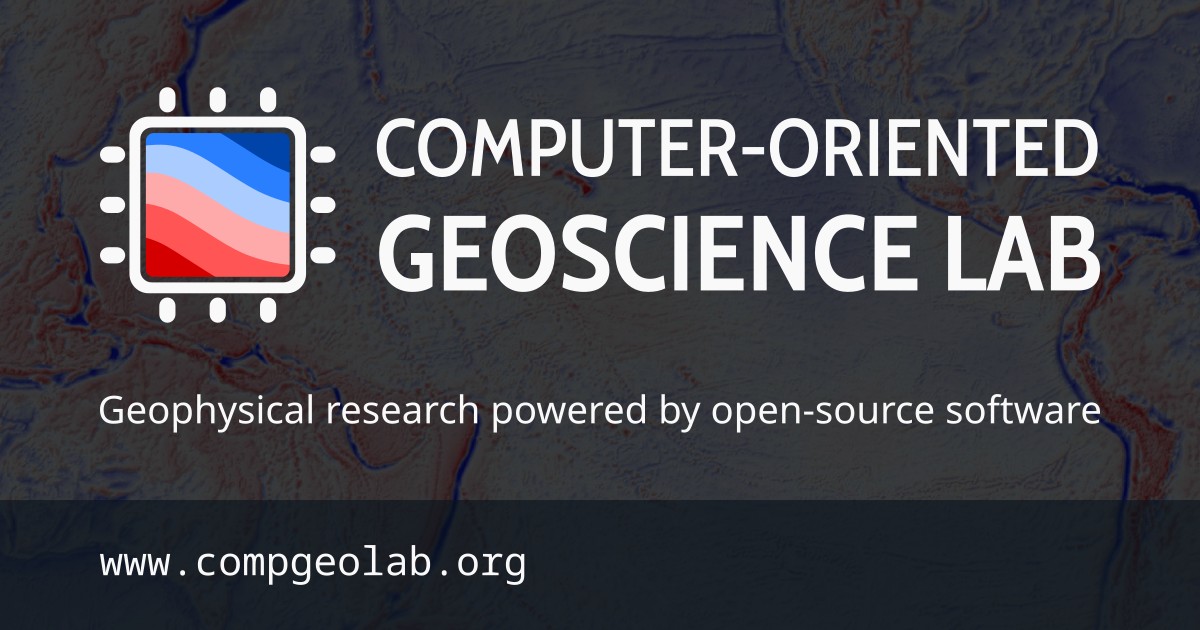 COMPUTER-ORIENTED
GEOSCIENCE LAB
Geophysical research powered by open-source software
www.compgeolab.org